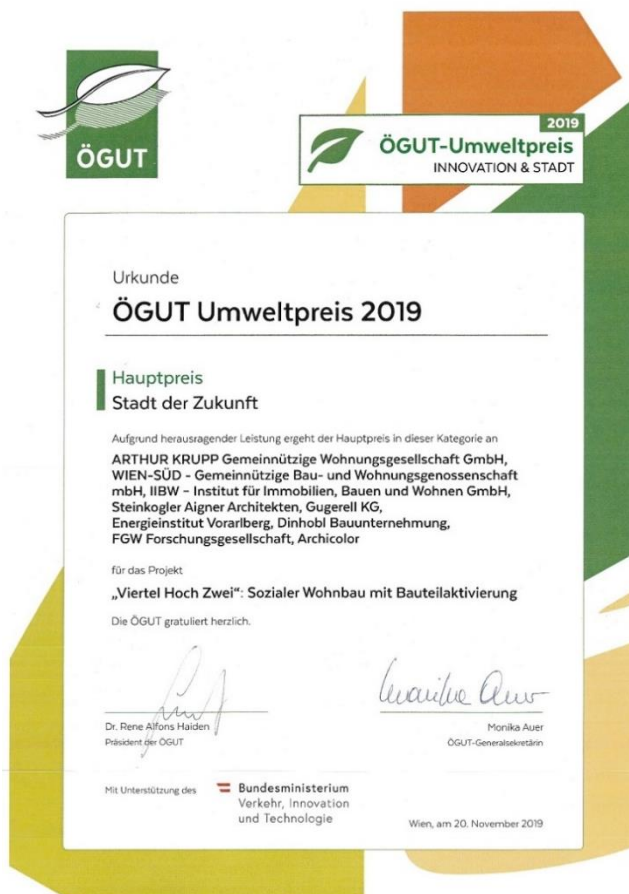 ÖGUT
2019
ÖGUT-Umweltpreis
INNOVATION & STADT
Urkunde
ÖGUT Umweltpreis 2019
Hauptpreis
Stadt der Zukunft
Aufgrund herausragender Leistung ergeht der Hauptpreis in dieser Kategorie an
ARTHUR KRUPP Gemeinnützige Wohnungsgesellschaft GmbH,
WIEN-SÜD - Gemeinnützige Bau- und Wohnungsgenossenschaft
mbH, IIBW – Institut für Immobilien, Bauen und Wohnen GmbH,
Steinkogler Aigner Architekten, Gugerell KG,
Energieinstitut Vorarlberg, Dinhobl Bauunternehmung,
FGW Forschungsgesellschaft, Archicolor
für das Projekt
„Viertel Hoch Zwei“: Sozialer Wohnbau mit Bauteilaktivierung
Die ÖGUT gratuliert herzlich.
Monika Auer
Dr. Rene Alfons Haiden
Präsident der ÖGUT
Monika Auer
ÖGUT-Generalsekretärin
Mit Unterstützung des
Bundesministerium
Verkehr, Innovation
und Technologie
Wien, am 20. November 2019